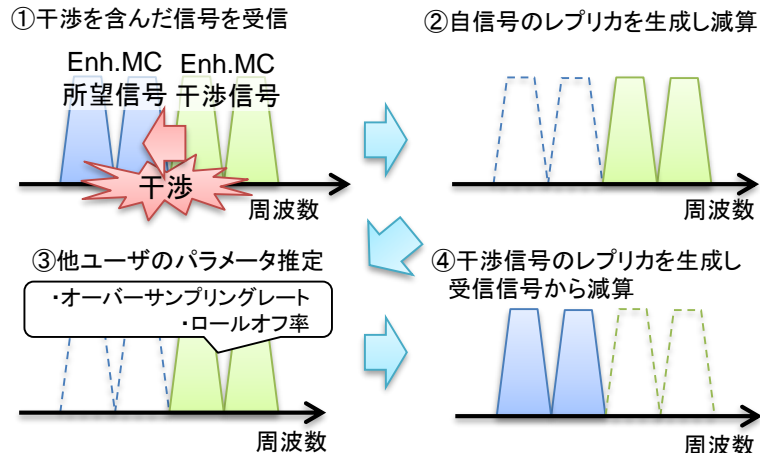 ①干渉を含んだ信号を受信
Enh.MC Enh.MC
所望信号 干渉信号
干渉
周波数
②自信号のレプリカを生成し減算
周波数
③他ユーザのパラメータ推定
・オーバーサンプリングレート
・ロールオフ率
周波数
④干渉信号のレプリカを生成し
受信信号から減算
周波数